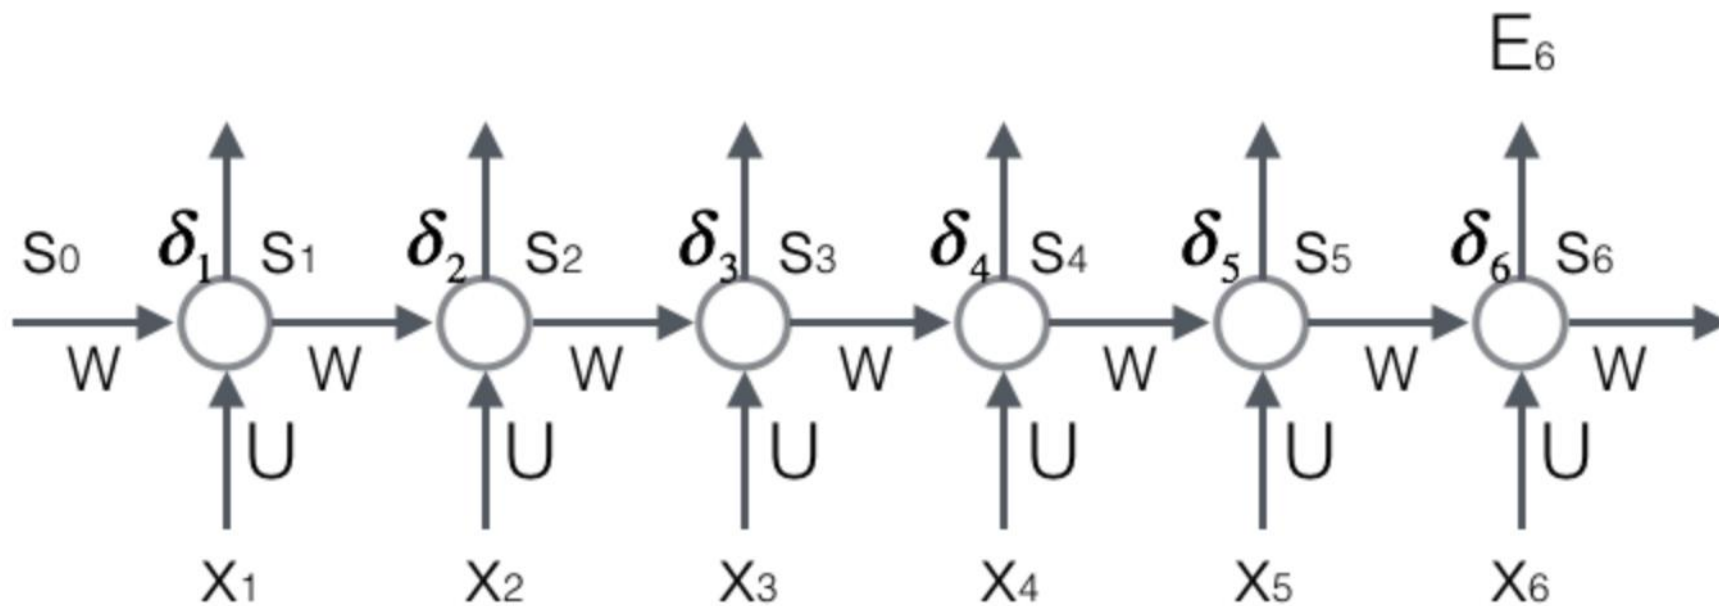 E₆
S₀ δ₁ S₁ δ₂ S₂ δ₃ S₃ δ₄ S₄ δ₅ S₅ δ₆ S₆
W W W W W W W
U U U U U U
X₁ X₂ X₃ X₄ X₅ X₆